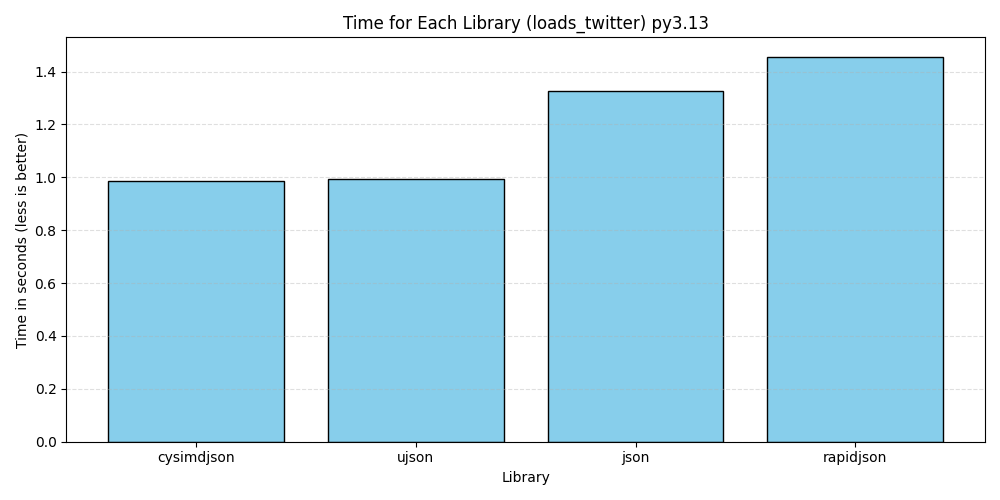 Time for Each Library (loads_twitter) py3.13
Time in seconds (less is better)
1.4
1.2
1.0
0.8
0.6
0.4
0.2
0.0
cysimdjson
ujson
json
rapidjson
Library